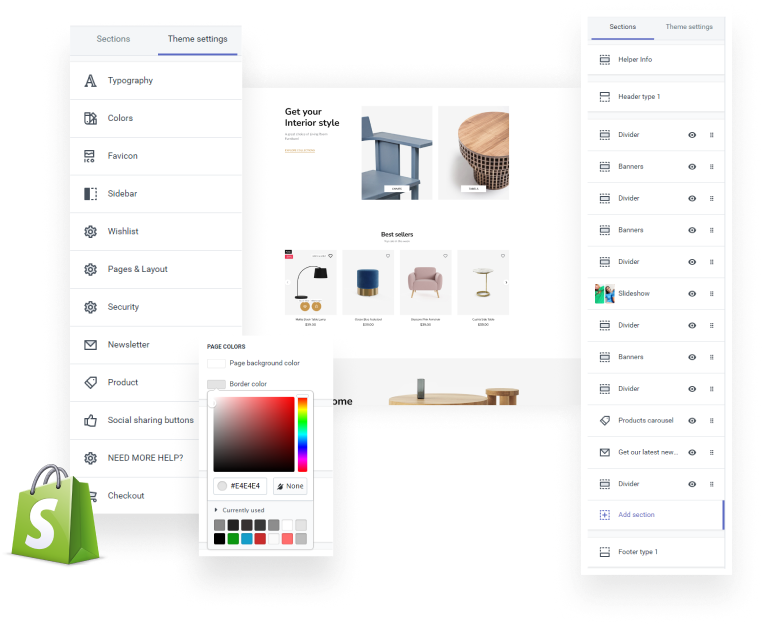 Sections
Theme settings
Typography
Colors
ICO
Favicon
Sidebar
Wishlist
Pages & Layout
Security
Newsletter
Product
Social sharing buttons
NEED MORE HELP?
Checkout
S
PAGE COLORS
Page background color
Border color
#E4E4E4
None
Currently used
Get your
Interior style
Best sellers
$39.00
ome
Sections
Theme settings
Helper Info
Header type 1
Divider
Banners
Divider
Banners
Divider
Slideshow
Divider
Banners
Divider
Products carousel
Get our latest new...
Divider
Add section
Footer type 1